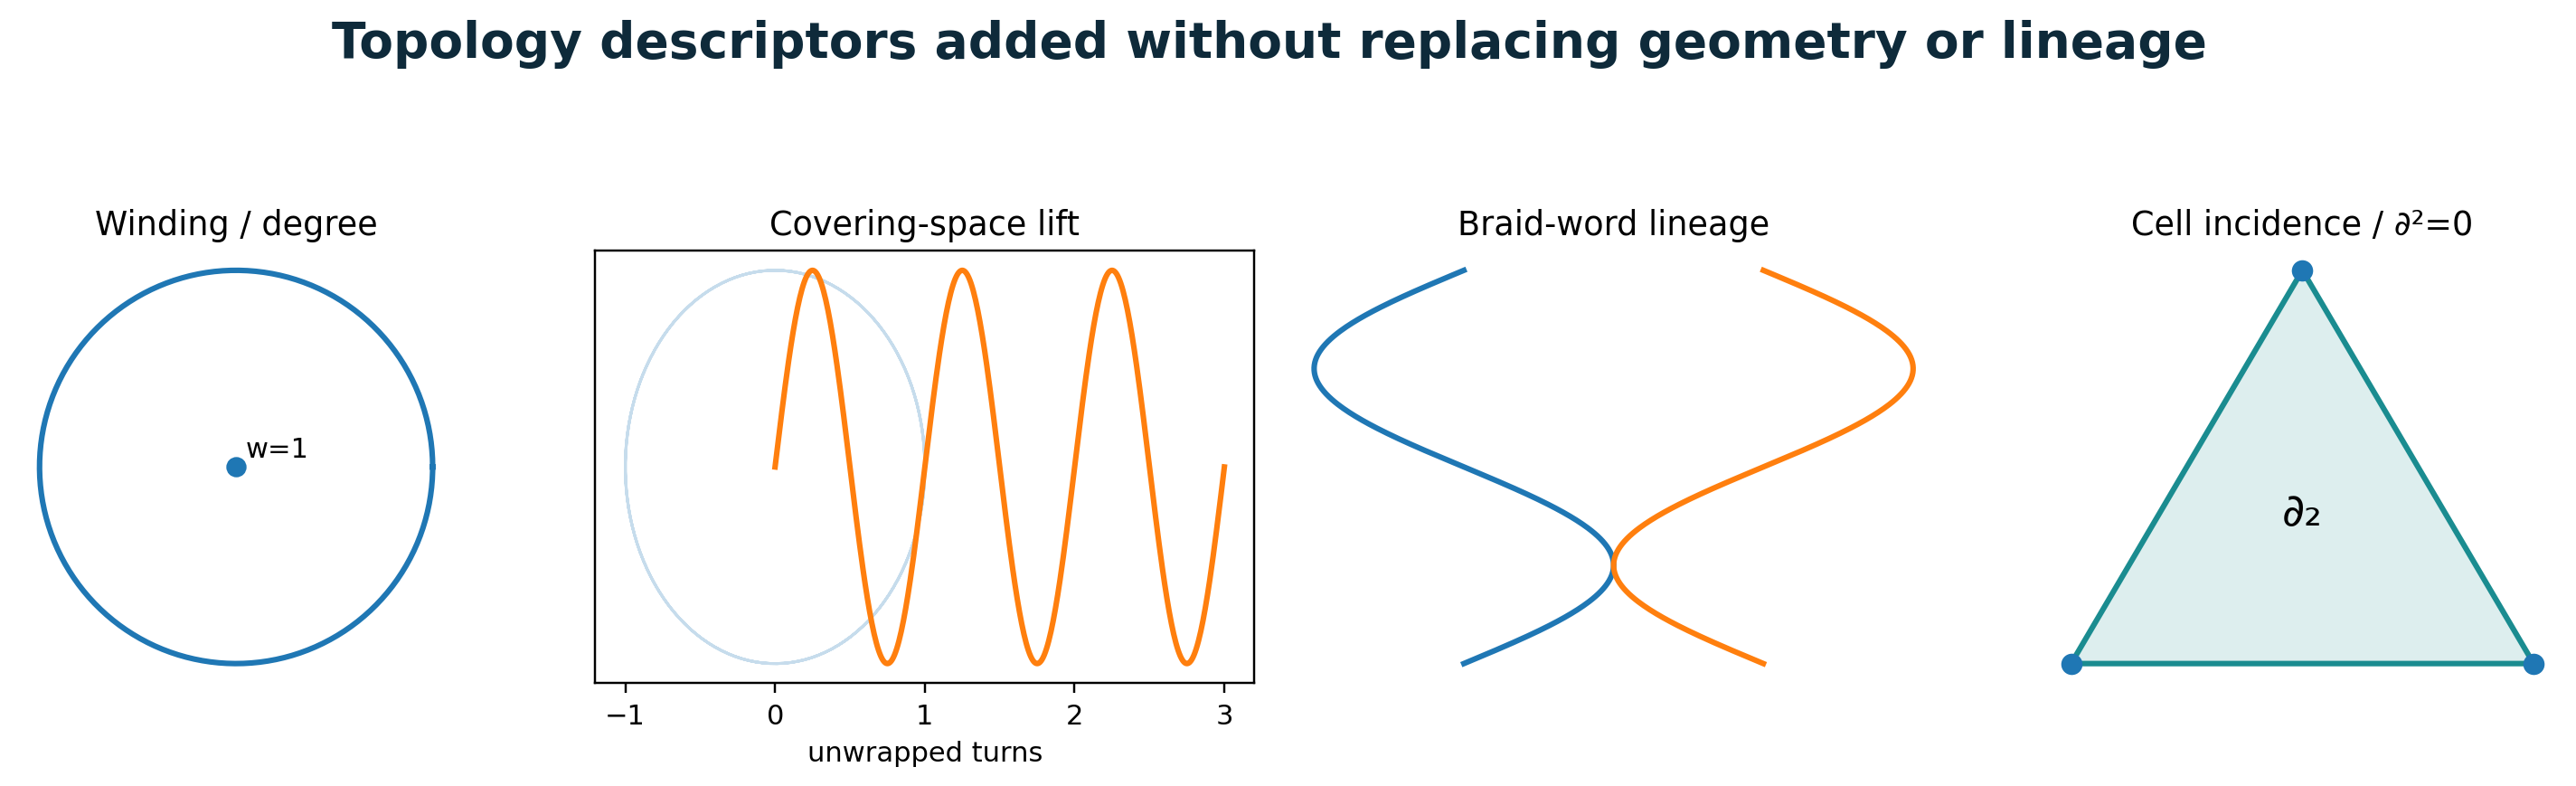 Topology descriptors added without replacing geometry or lineage
Winding / degree
w=1
Covering-space lift
−1 0 1 2 3
unwrapped turns
Braid-word lineage
Cell incidence / ∂²=0
∂₂